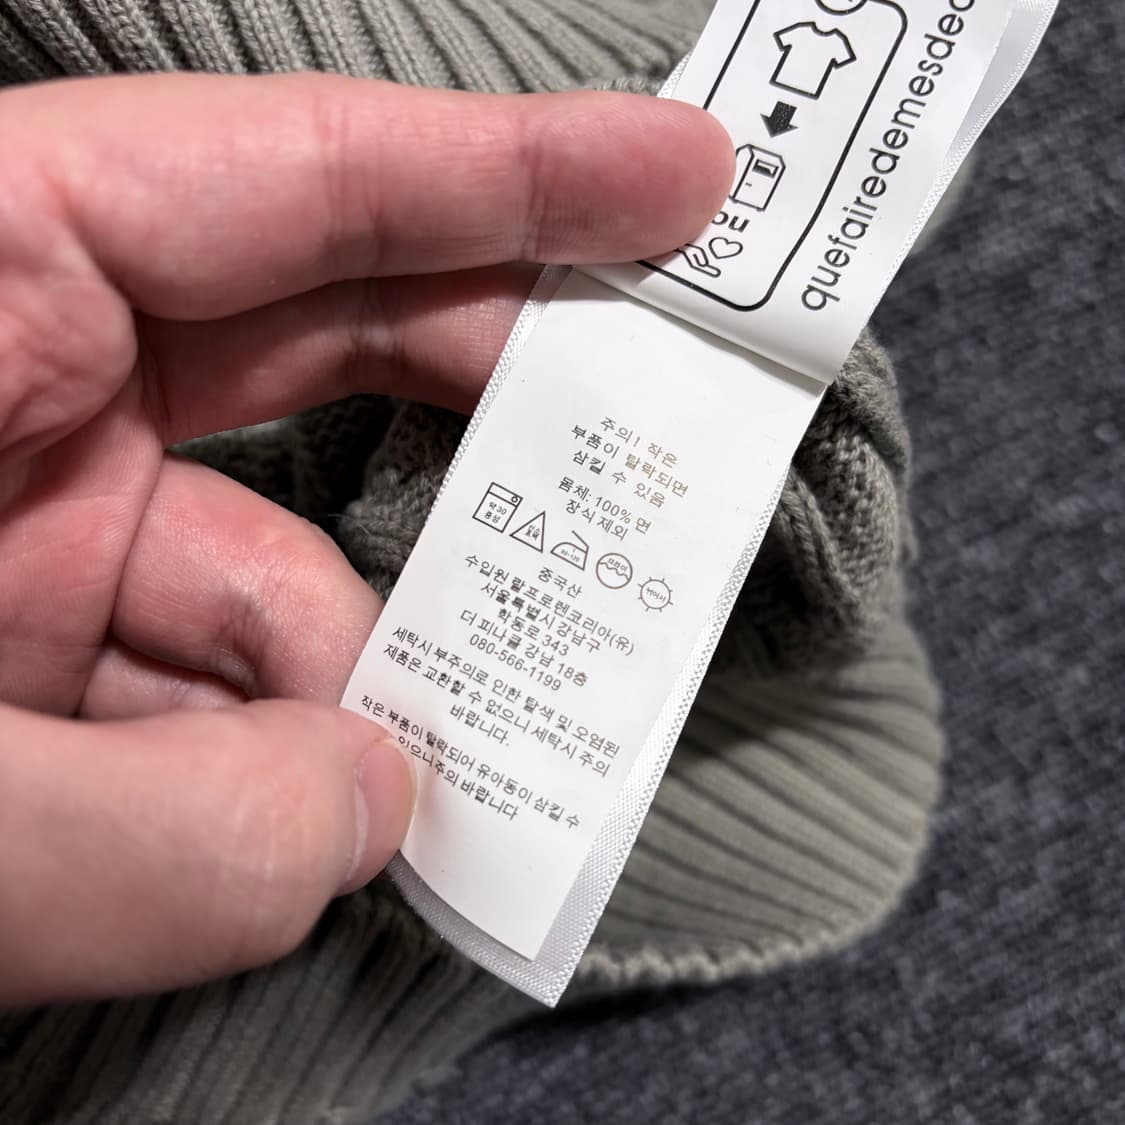 quefairedemesdec
주의! 작은
부품이 탈락되면
삼킬 수 있음
몸체: 100% 면
장식 제외
약 30
중성
80-120
뉘어서
중국산
수입원 랄프로렌코리아(유)
서울특별시 강남구
학동로 343
더 피나클 강남 18층
080-566-1199
세탁시 부주의로 인한 탈색 및 오염된
제품은 교환할 수 없으니 세탁시 주의
바랍니다.
작은 부품이 탈락되어 유아동이 삼킬 수
있으니주의 바랍니다